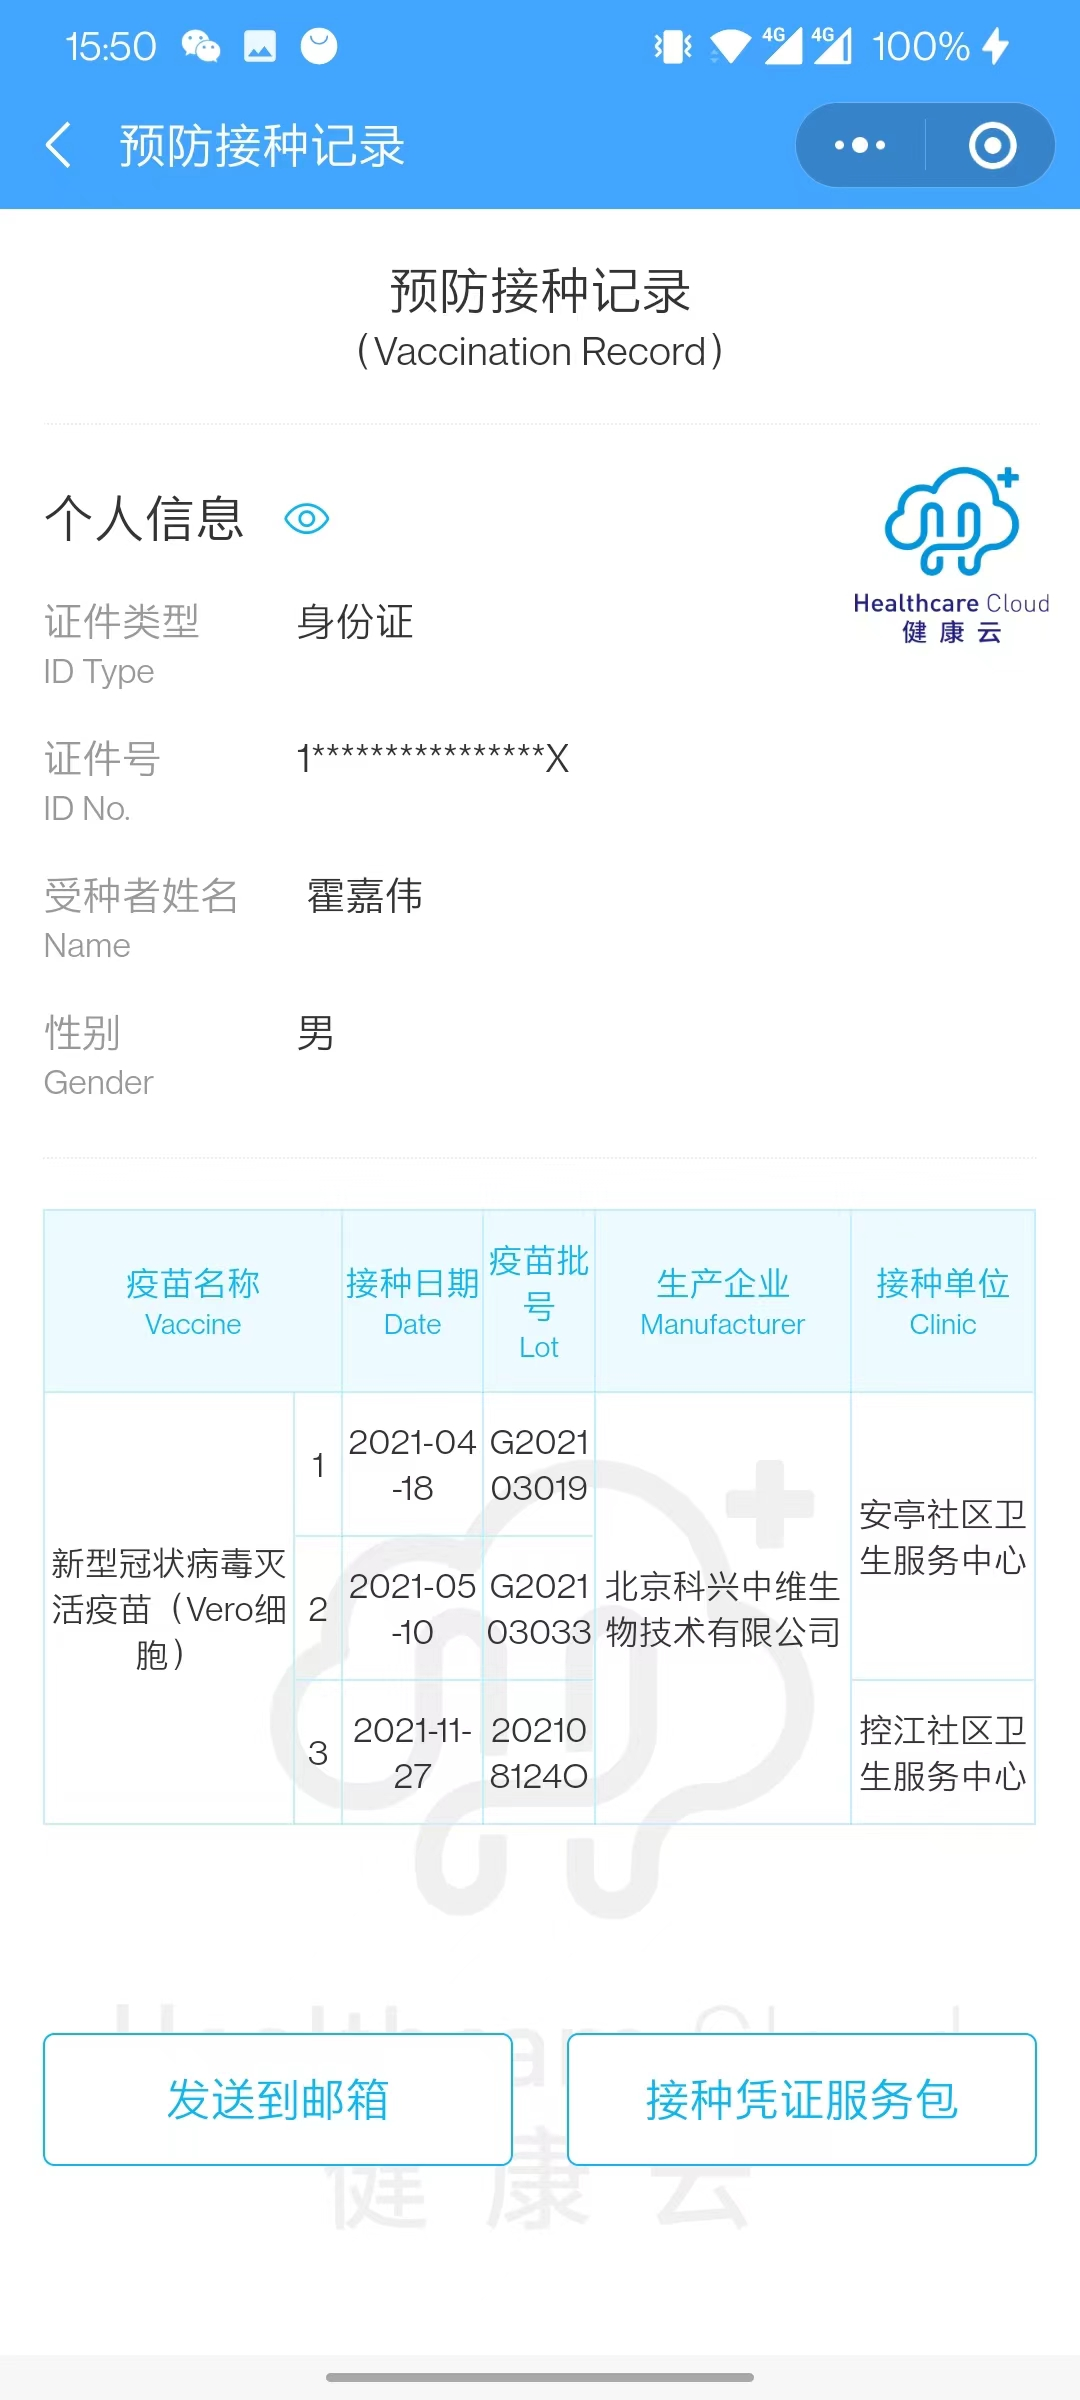 15:50
4G 4G 100%
预防接种记录
预防接种记录
（Vaccination Record）
个人信息
Healthcare Cloud
健康云
证件类型 身份证
ID Type
证件号 1****************X
ID No.
受种者姓名 霍嘉伟
Name
性别 男
Gender
疫苗名称
Vaccine
接种日期
Date
疫苗批
号
Lot
生产企业
Manufacturer
接种单位
Clinic
新型冠状病毒灭
活疫苗（Vero细
胞）
1
2021-04
-18
G2021
03019
2
2021-05
-10
G2021
03033
3
2021-11-
27
20210
8124O
北京科兴中维生
物技术有限公司
安亭社区卫
生服务中心
控江社区卫
生服务中心
Healthcare Cloud
发送到邮箱
接种凭证服务包
健康云